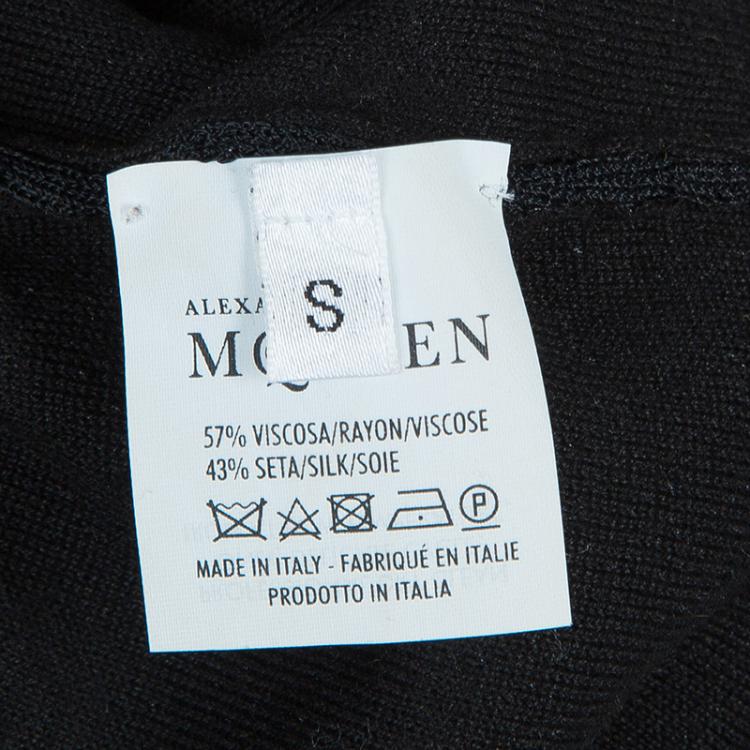 S
ALEXA
MQ EN
57% VISCOSA/RAYON/VISCOSE
43% SETA/SILK/SOIE
P
MADE IN ITALY - FABRIQUÉ EN ITALIE
PRODOTTO IN ITALIA